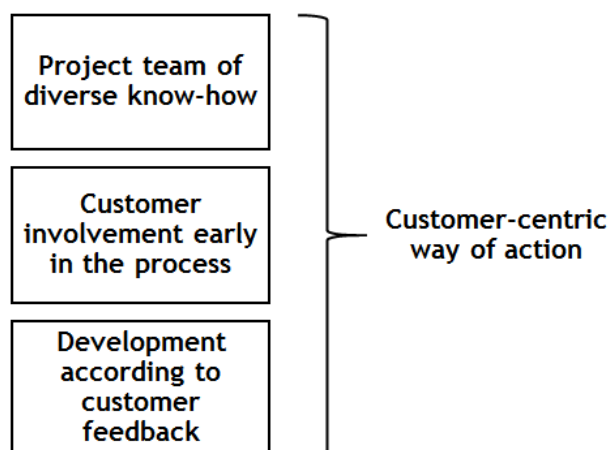 Project team of
diverse know-how
Customer
involvement early
in the process
Development
according to
customer
feedback
Customer-centric
way of action